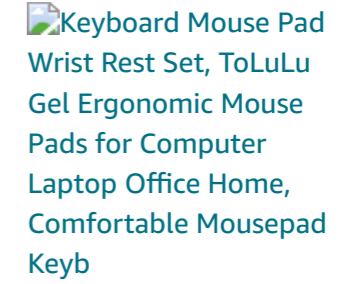 Keyboard Mouse Pad
Wrist Rest Set, ToLuLu
Gel Ergonomic Mouse
Pads for Computer
Laptop Office Home,
Comfortable Mousepad
Keyb